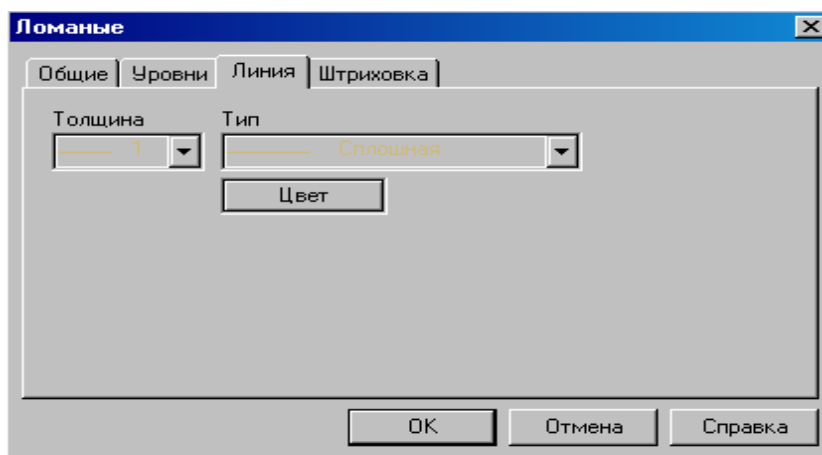 Ломаные
Общие Уровни Линия Штриховка
Толщина Тип
1 Сплошная
Цвет
OK Отмена Справка